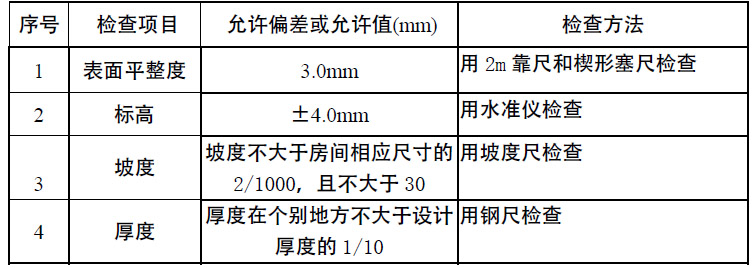 序号 检查项目 允许偏差或允许值(mm) 检查方法
1 表面平整度 3.0mm 用2m靠尺和楔形塞尺检查
2 标高 ±4.0mm 用水准仪检查
3 坡度 坡度不大于房间相应尺寸的 用坡度尺检查
2/1000，且不大于30
4 厚度 厚度在个别地方不大于设计 用钢尺检查
厚度的1/10